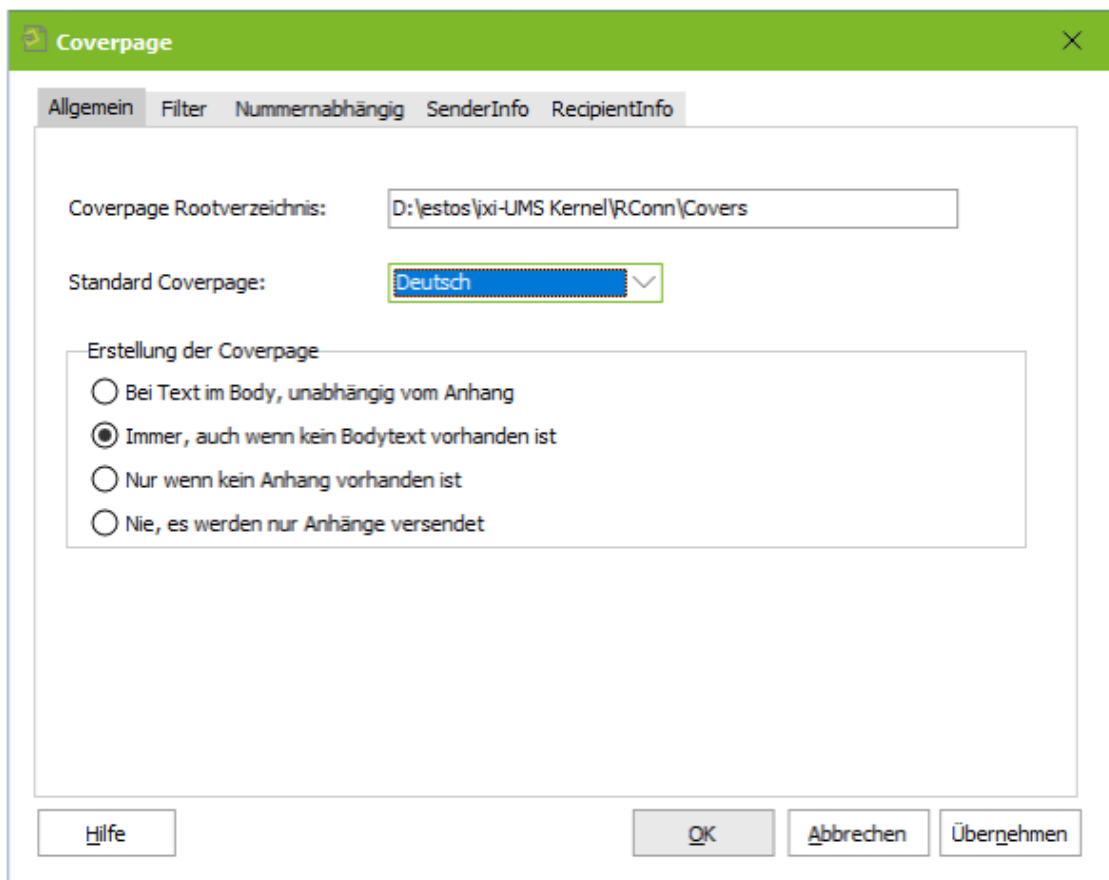 Coverpage
Allgemein Filter Nummernabhängig SenderInfo RecipientInfo
Coverpage Rootverzeichnis: D:\estos\ixi-UMS Kernel\RConn\Covers
Standard Coverpage: Deutsch
Erstellung der Coverpage
Bei Text im Body, unabhängig vom Anhang
Immer, auch wenn kein Bodytext vorhanden ist
Nur wenn kein Anhang vorhanden ist
Nie, es werden nur Anhänge versendet
Hilfe OK Abbrechen Übernehmen